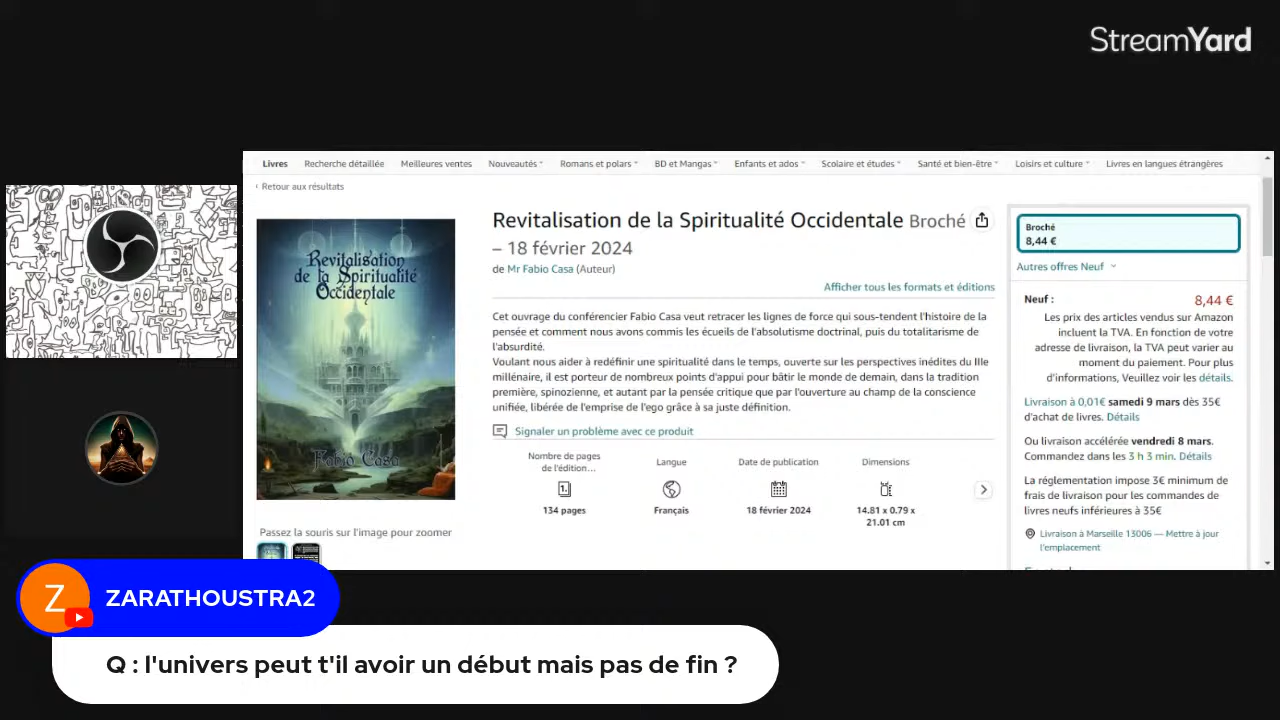 StreamYard
Livres Recherche détaillée Meilleures ventes Nouveautés Romans et polars BD et Mangas Enfants et ados Scolaire et études Santé et bien-être Loisirs et culture Livres en langues étrangères
‹ Retour aux résultats
Revitalisation
de la Spiritualité
Occidentale
Fabio Casa
Passez la souris sur l'image pour zoomer
Revitalisation de la Spiritualité Occidentale Broché
– 18 février 2024
de Mr Fabio Casa (Auteur)
Afficher tous les formats et éditions
Cet ouvrage du conférencier Fabio Casa veut retracer les lignes de force qui sous-tendent l'histoire de la
pensée et comment nous avons commis les écueils de l'absolutisme doctrinal, puis du totalitarisme de
l'absurdité.
Voulant nous aider à redéfinir une spiritualité dans le temps, ouverte sur les perspectives inédites du IIIe
millénaire, il est porteur de nombreux points d'appui pour bâtir le monde de demain, dans la tradition
première, spinozienne, et autant par la pensée critique que par l'ouverture au champ de la conscience
unifiée, libérée de l'emprise de l'ego grâce à sa juste définition.
Signaler un problème avec ce produit
Nombre de pages
de l'édition...
134 pages
Langue
Français
Date de publication
18 février 2024
Dimensions
14.81 x 0.79 x
21.01 cm
Broché
8,44 €
Autres offres Neuf
Neuf : 8,44 €
Les prix des articles vendus sur Amazon
incluent la TVA. En fonction de votre
adresse de livraison, la TVA peut varier au
moment du paiement. Pour plus
d'informations, Veuillez voir les détails.
Livraison à 0,01€ samedi 9 mars dès 35€
d'achat de livres. Détails
Ou livraison accélérée vendredi 8 mars.
Commandez dans les 3 h 3 min. Détails
La réglementation impose 3€ minimum de
frais de livraison pour les commandes de
livres neufs inférieures à 35€
Livraison à Marseille 13006 — Mettre à jour
l'emplacement
Z
ZARATHOUSTRA2
Q : l'univers peut t'il avoir un début mais pas de fin ?